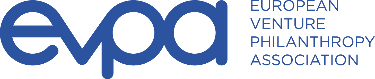 evpa
EUROPEAN
VENTURE
PHILANTHROPY
ASSOCIATION